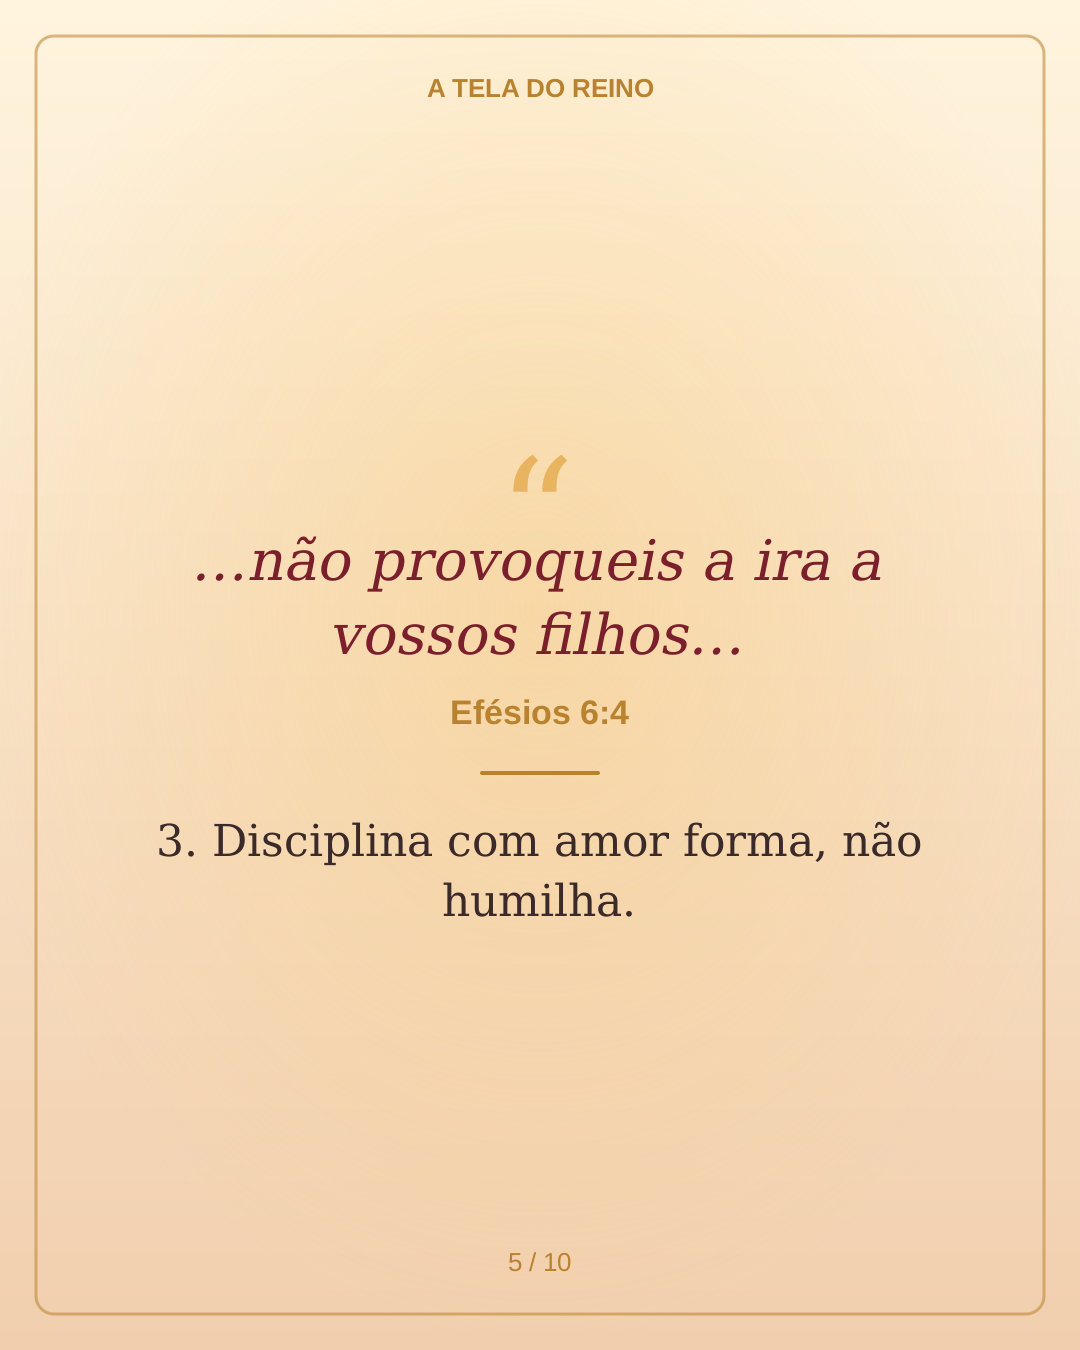 A TELA DO REINO
“
…não provoqueis a ira a
vossos filhos…
Efésios 6:4
3. Disciplina com amor forma, não
humilha.
5 / 10